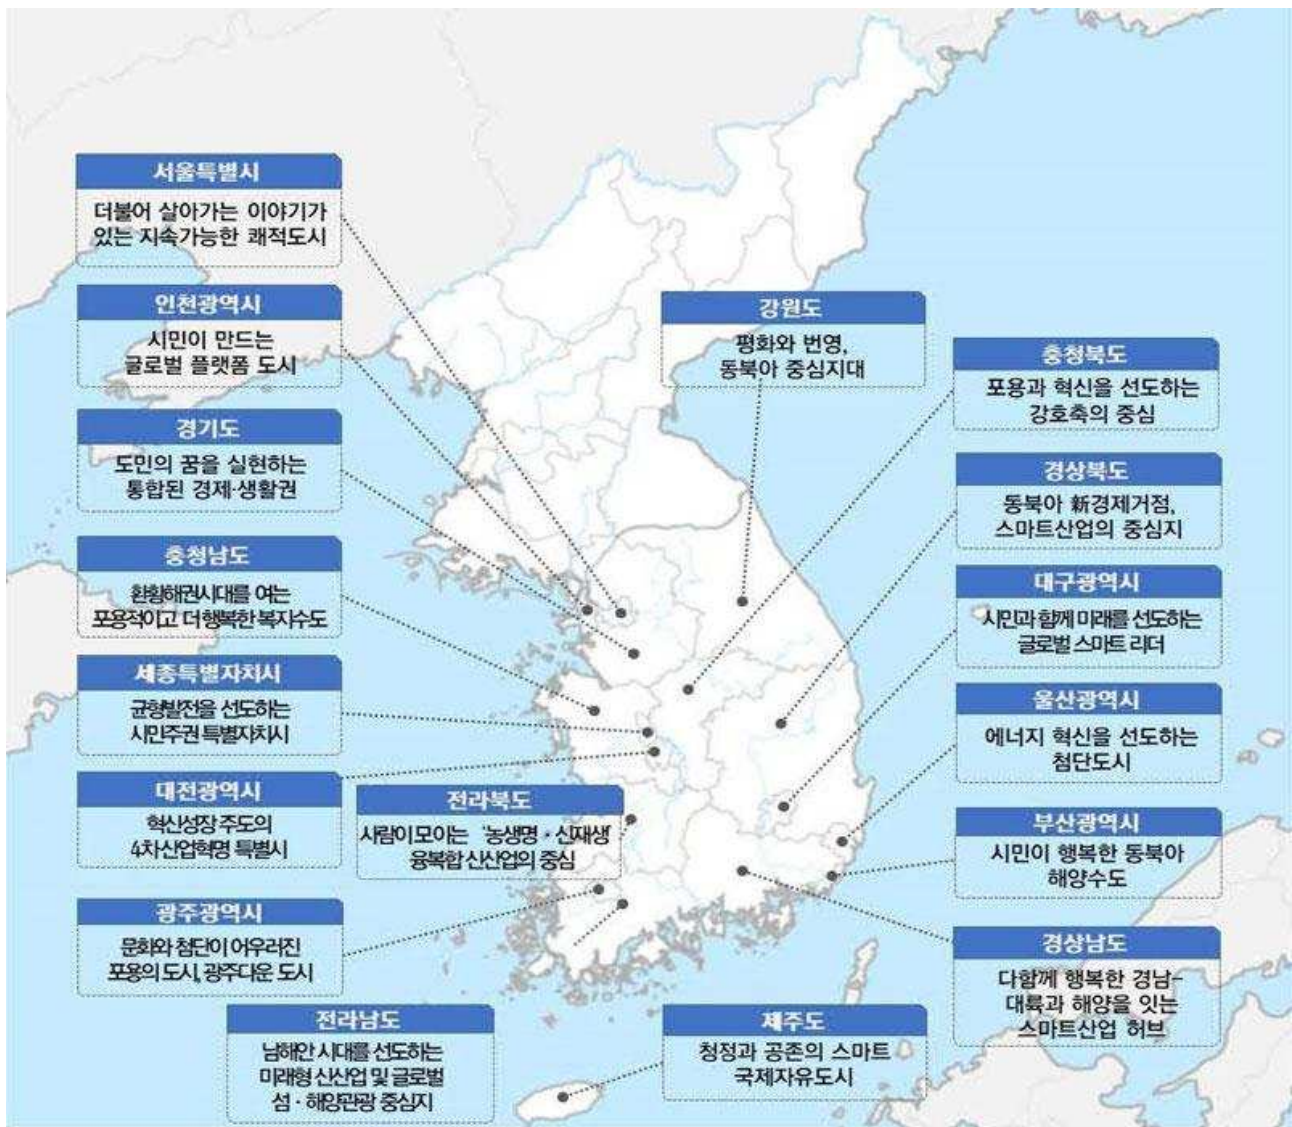 서울특별시
더불어 살아가는 이야기가
있는 지속가능한 쾌적도시
인천광역시
시민이 만드는
글로벌 플랫폼 도시
경기도
도민의 꿈을 실현하는
통합된 경제·생활권
충청남도
환황해권시대를 여는
포용적이고 더 행복한 복지수도
세종특별자치시
균형발전을 선도하는
시민주권 특별자치시
대전광역시
혁신성장 주도의
4차 산업혁명 특별시
전라북도
사람이 모이는 '농생명·신재생'
융복합 신산업의 중심
광주광역시
문화와 첨단이 어우러진
포용의 도시, 광주다운 도시
전라남도
남해안 시대를 선도하는
미래형 신산업 및 글로벌
섬·해양관광 중심지
강원도
평화와 번영,
동북아 중심지대
충청북도
포용과 혁신을 선도하는
강호축의 중심
경상북도
동북아 新경제거점,
스마트산업의 중심지
대구광역시
시민과 함께 미래를 선도하는
글로벌 스마트 리더
울산광역시
에너지 혁신을 선도하는
첨단도시
부산광역시
시민이 행복한 동북아
해양수도
경상남도
다함께 행복한 경남-
대륙과 해양을 잇는
스마트산업 허브
제주도
청정과 공존의 스마트
국제자유도시